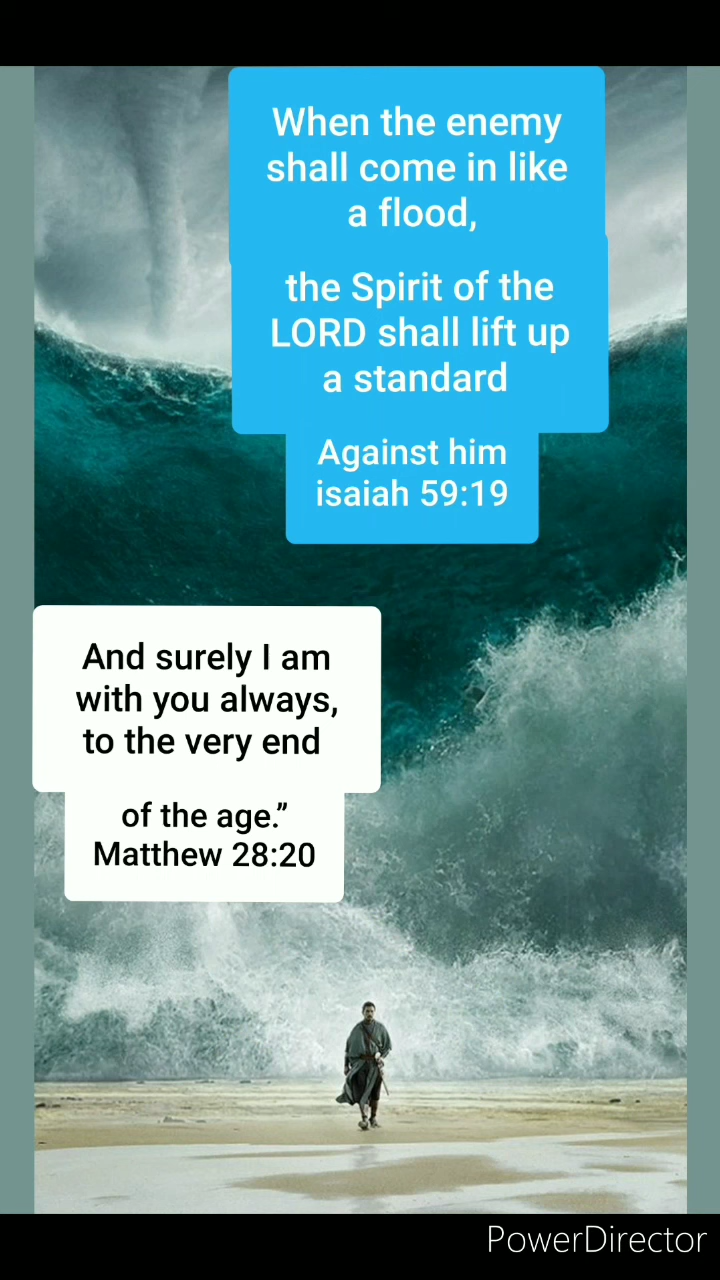 When the enemy
shall come in like
a flood,
the Spirit of the
LORD shall lift up
a standard
Against him
isaiah 59:19
And surely I am
with you always,
to the very end
of the age.”
Matthew 28:20
PowerDirector